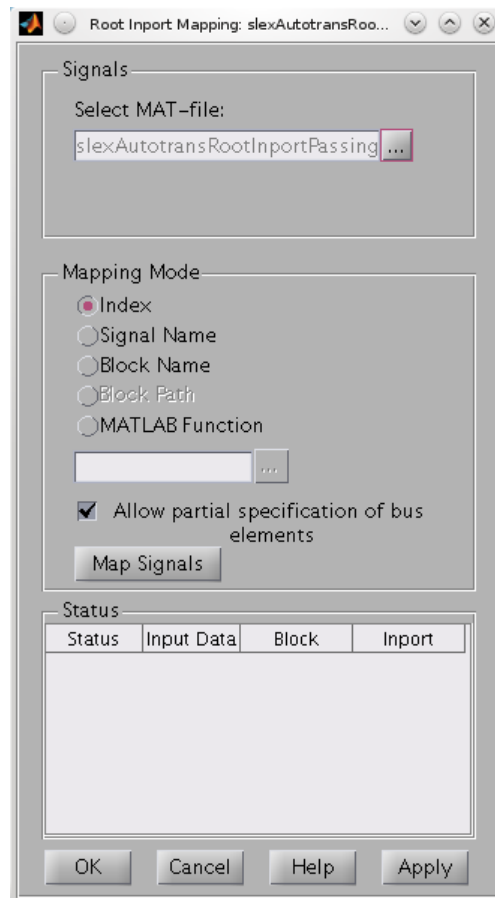 Root Inport Mapping: slexAutotransRoo...
Signals
Select MAT-file:
slexAutotransRootInportPassing ...
Mapping Mode
Index
Signal Name
Block Name
Block Path
MATLAB Function
...
Allow partial specification of bus
elements
Map Signals
Status
Status Input Data Block Inport
OK Cancel Help Apply